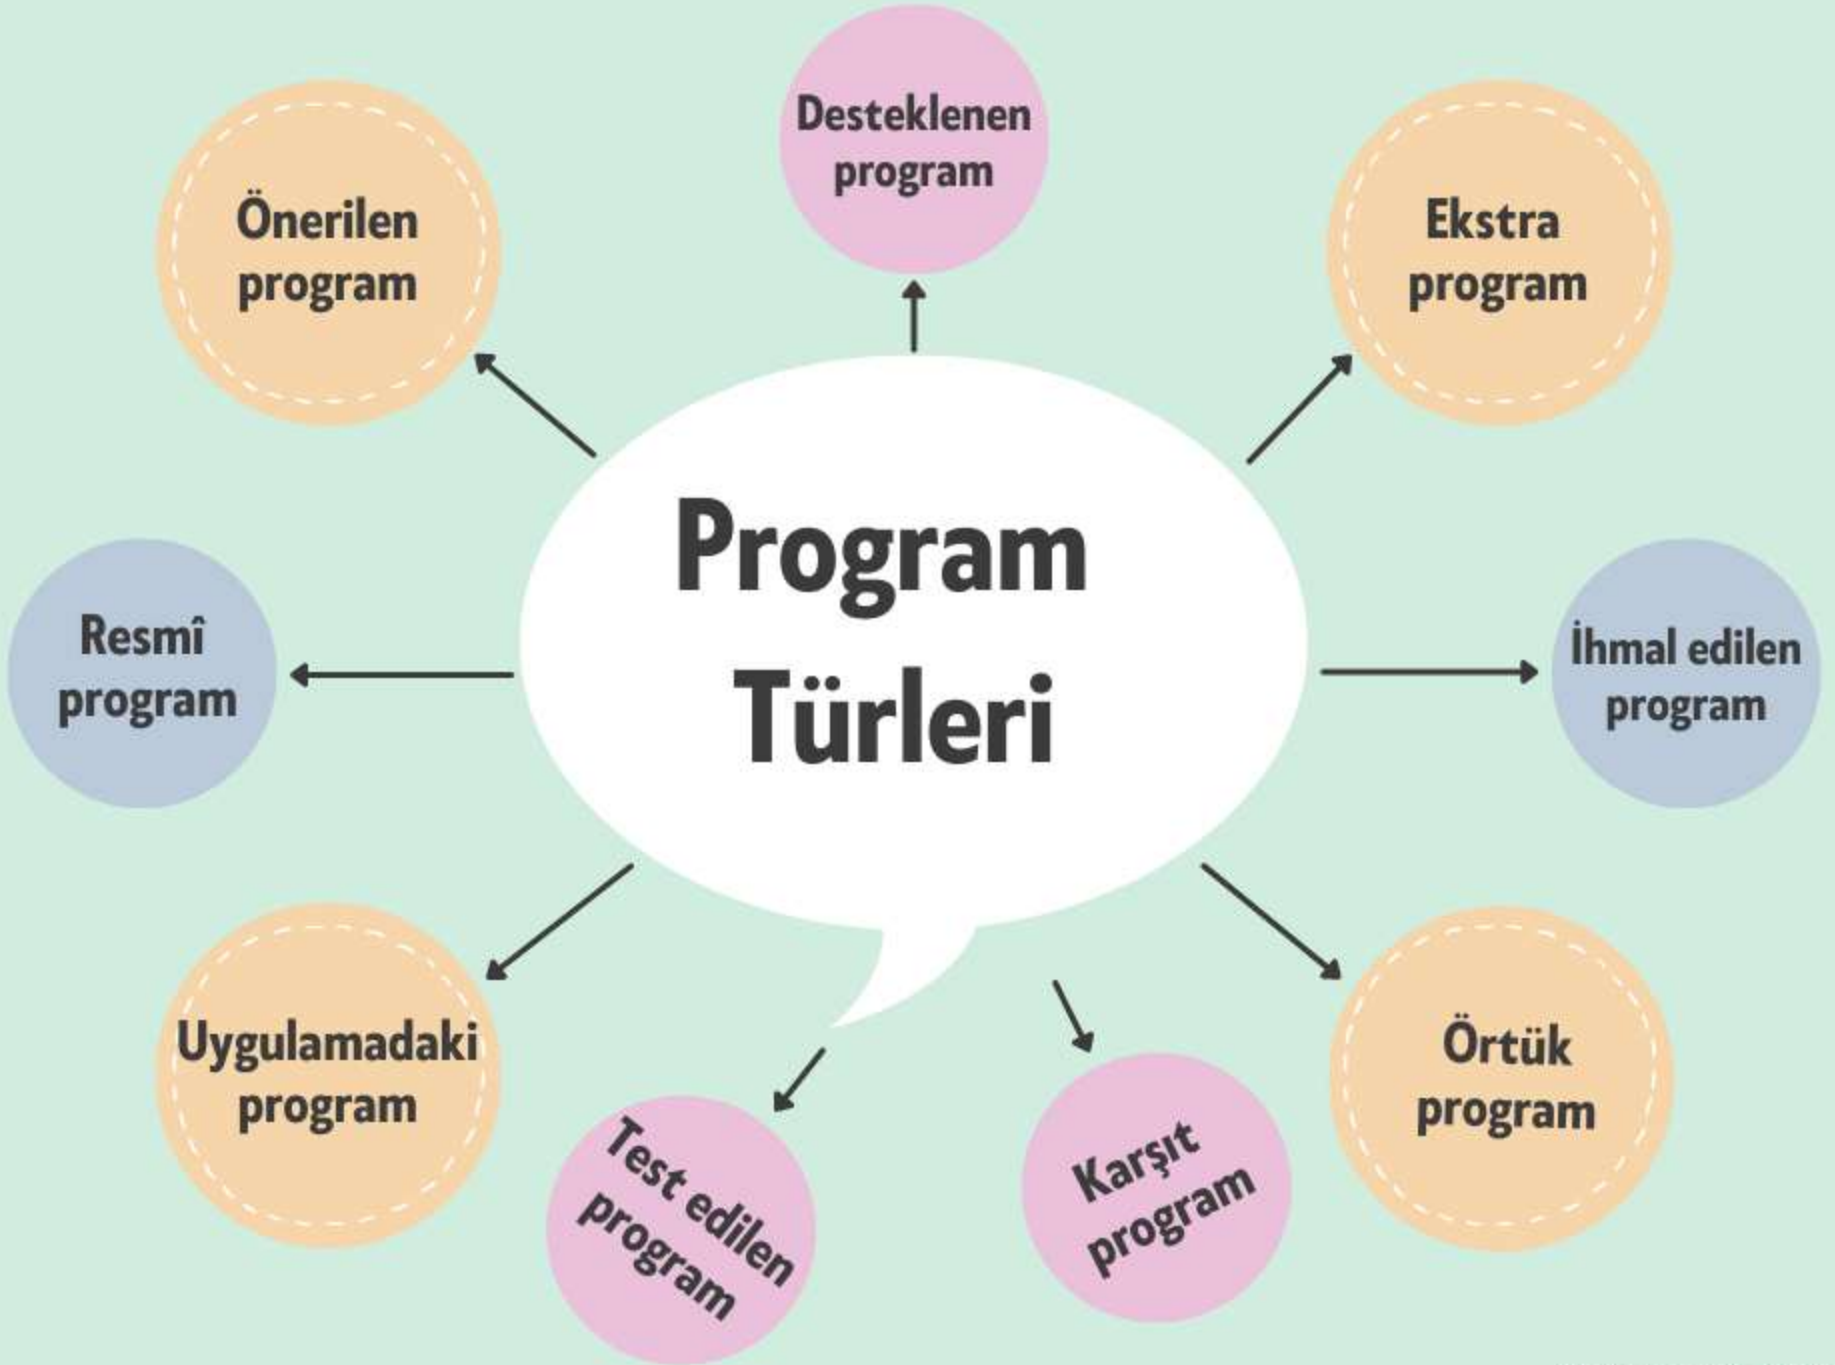 Desteklenen
program
Önerilen
program
Ekstra
program
Program
Türleri
Resmî
program
İhmal edilen
program
Uygulamadaki
program
Örtük
program
Test edilen
program
Karşıt
program